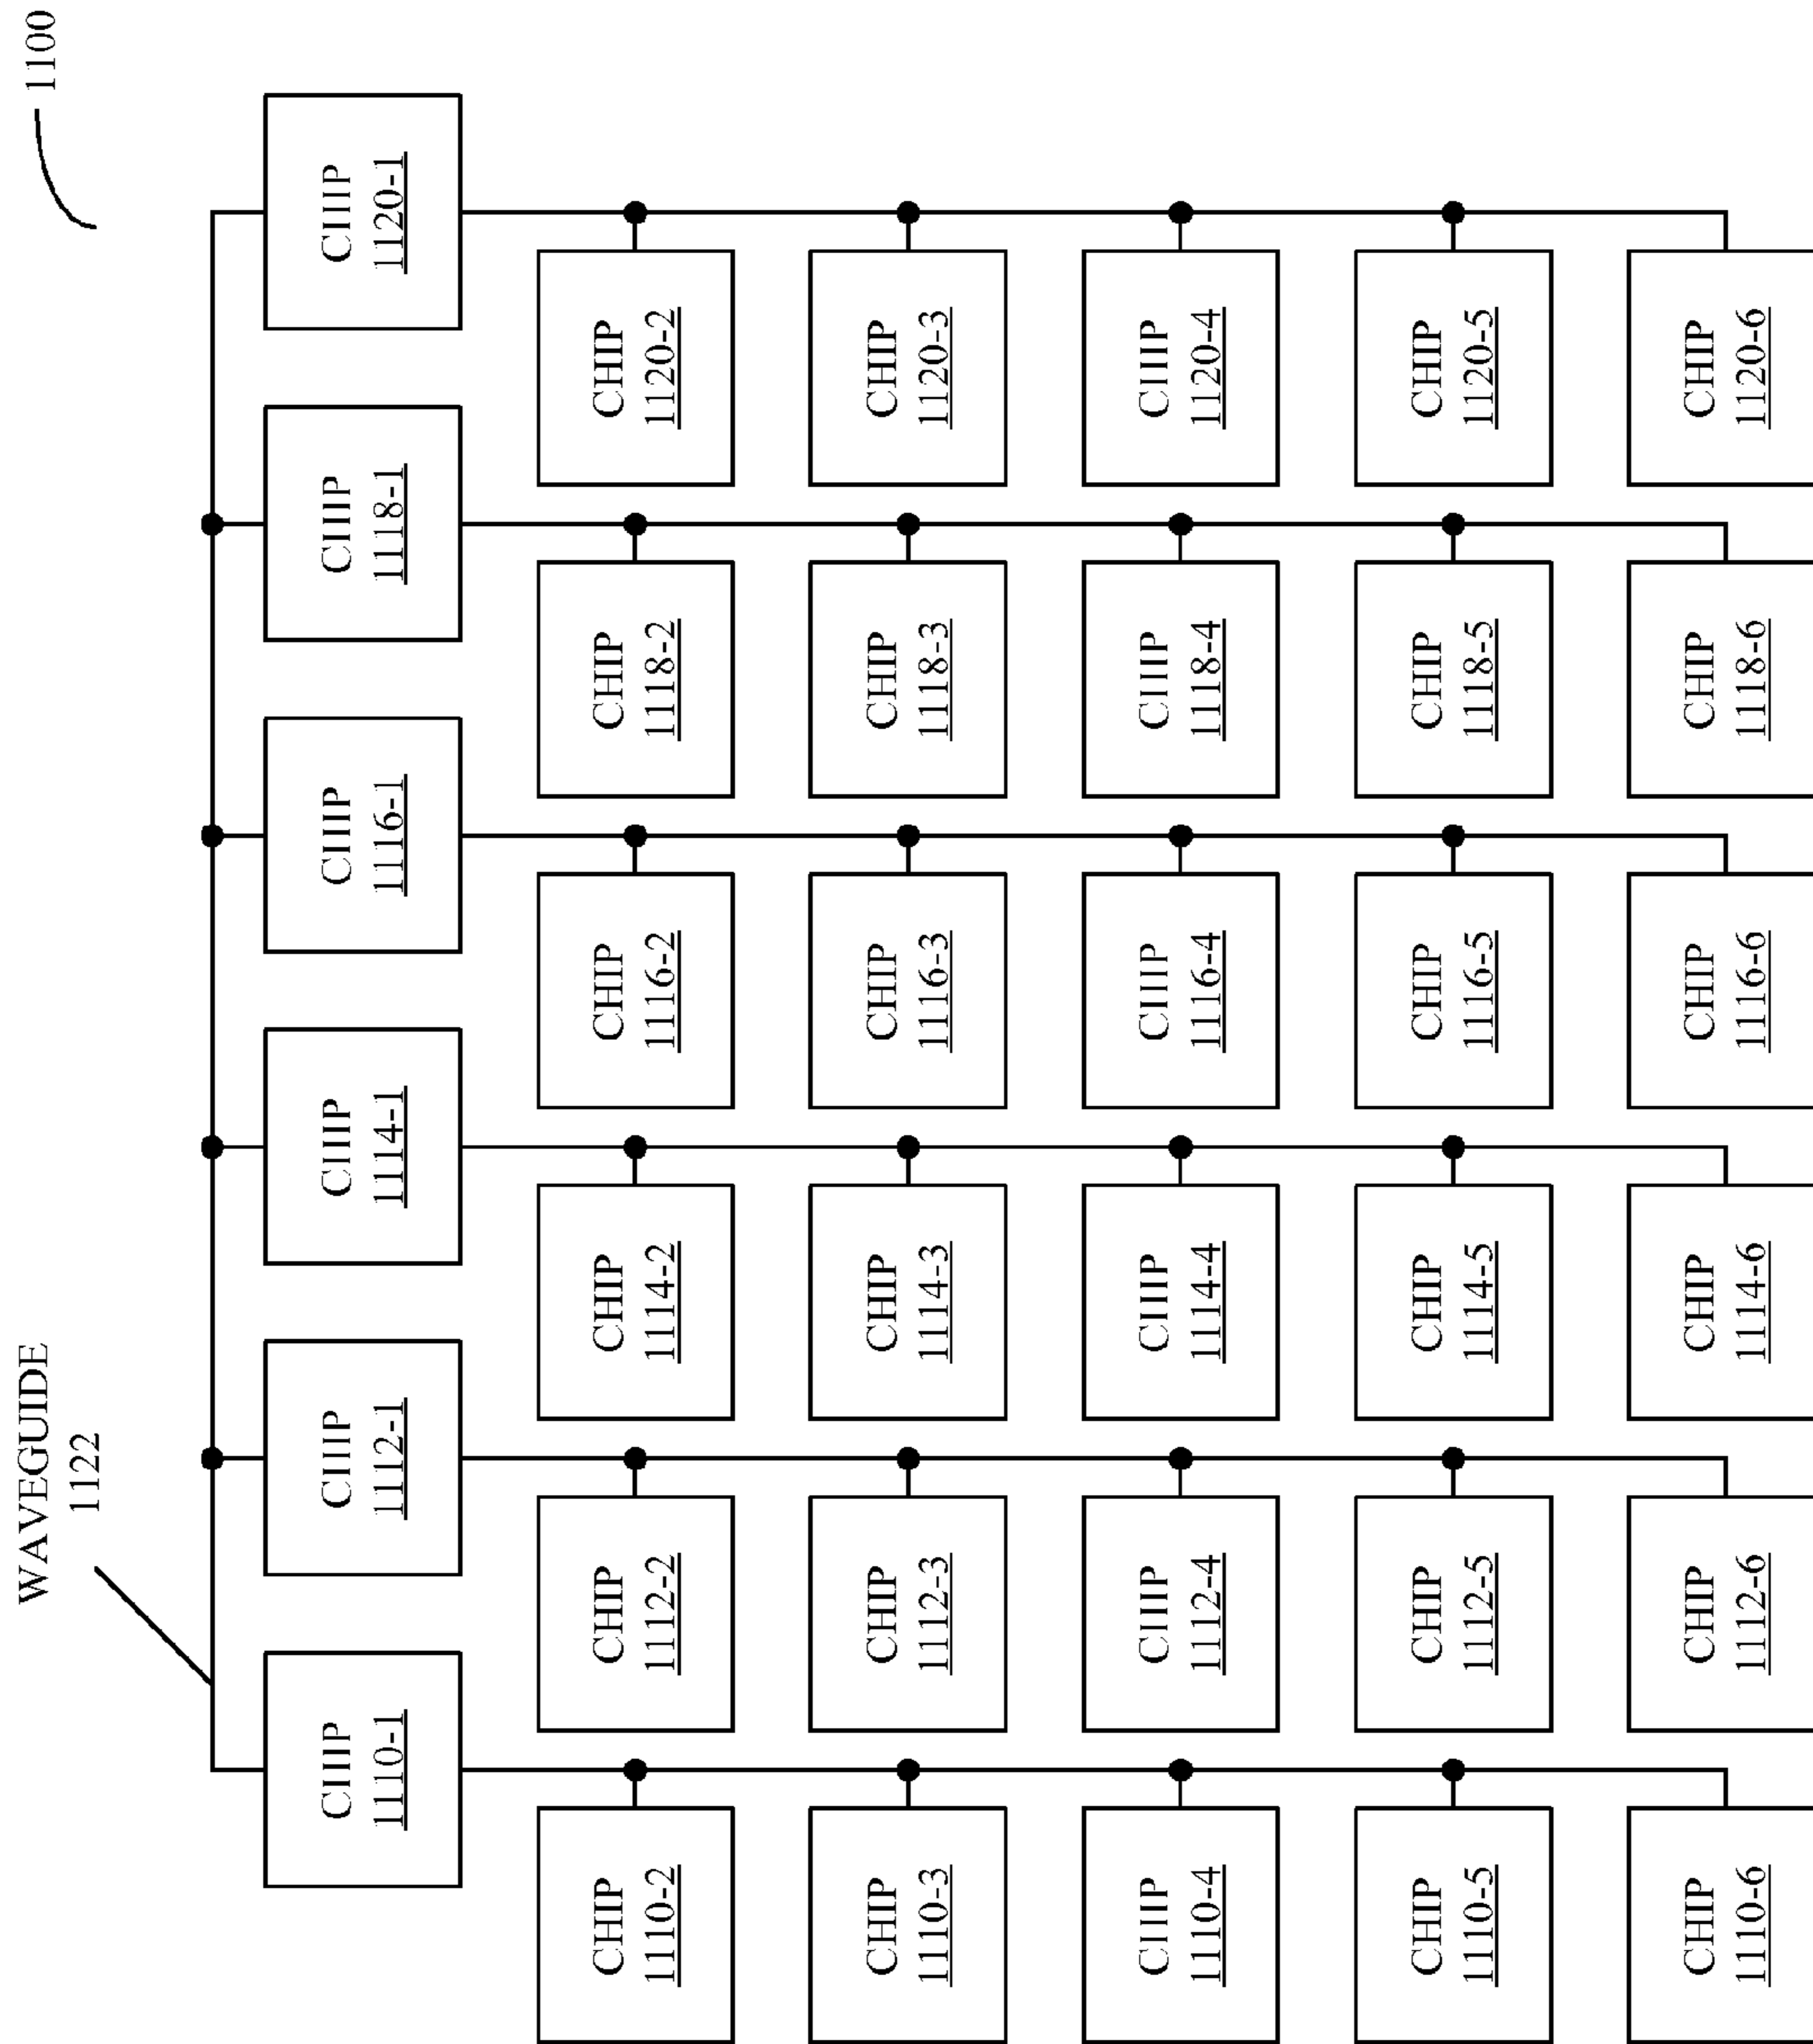 WAVEGUIDE
1122
1100
CHIP
1110-1
CHIP
1112-1
CHIP
1114-1
CHIP
1116-1
CHIP
1118-1
CHIP
1120-1
CHIP
1110-2
CHIP
1112-2
CHIP
1114-2
CHIP
1116-2
CHIP
1118-2
CHIP
1120-2
CHIP
1110-3
CHIP
1112-3
CHIP
1114-3
CHIP
1116-3
CHIP
1118-3
CHIP
1120-3
CHIP
1110-4
CHIP
1112-4
CHIP
1114-4
CHIP
1116-4
CHIP
1118-4
CHIP
1120-4
CHIP
1110-5
CHIP
1112-5
CHIP
1114-5
CHIP
1116-5
CHIP
1118-5
CHIP
1120-5
CHIP
1110-6
CHIP
1112-6
CHIP
1114-6
CHIP
1116-6
CHIP
1118-6
CHIP
1120-6